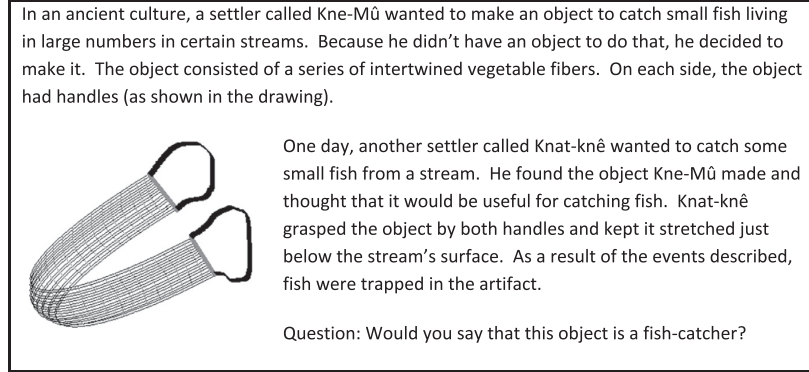 In an ancient culture, a settler called Kne-Mû wanted to make an object to catch small fish living
in large numbers in certain streams.  Because he didn’t have an object to do that, he decided to
make it.  The object consisted of a series of intertwined vegetable fibers.  On each side, the object
had handles (as shown in the drawing).
One day, another settler called Knat-knê wanted to catch some
small fish from a stream.  He found the object Kne-Mû made and
thought that it would be useful for catching fish.  Knat-knê
grasped the object by both handles and kept it stretched just
below the stream’s surface.  As a result of the events described,
fish were trapped in the artifact.
Question: Would you say that this object is a fish-catcher?